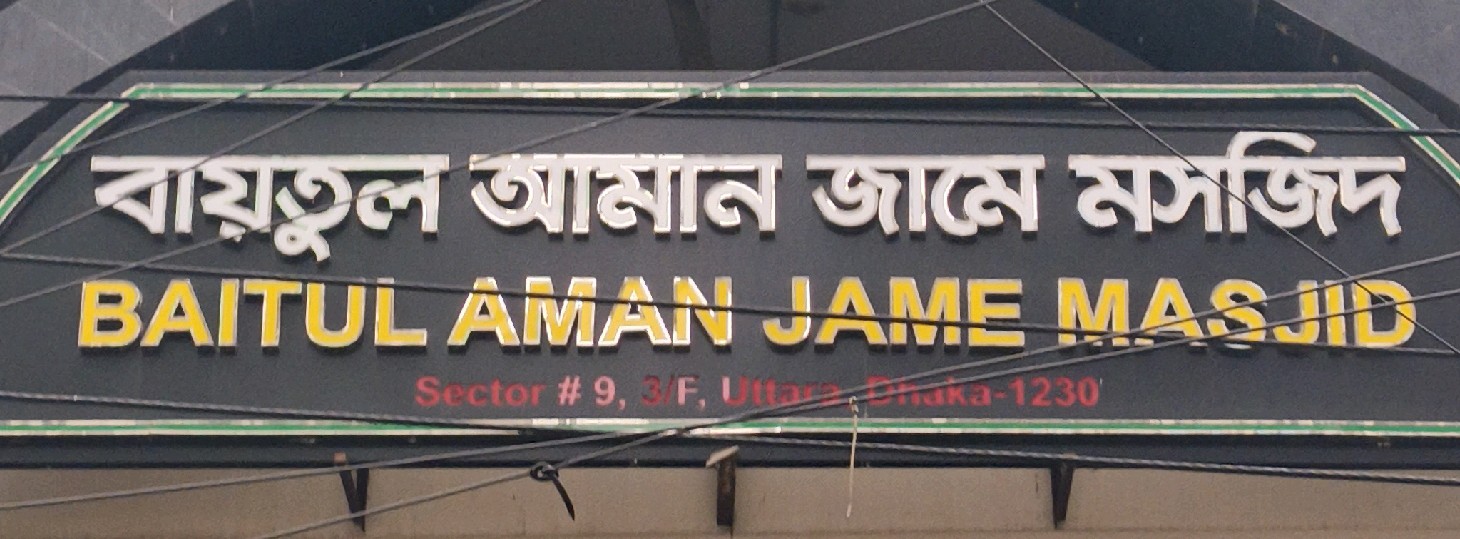 বায়তুল আমান জামে মসজিদ
BAITUL AMAN JAME MASJID
Sector # 9, 3/F, Uttara, Dhaka-1230